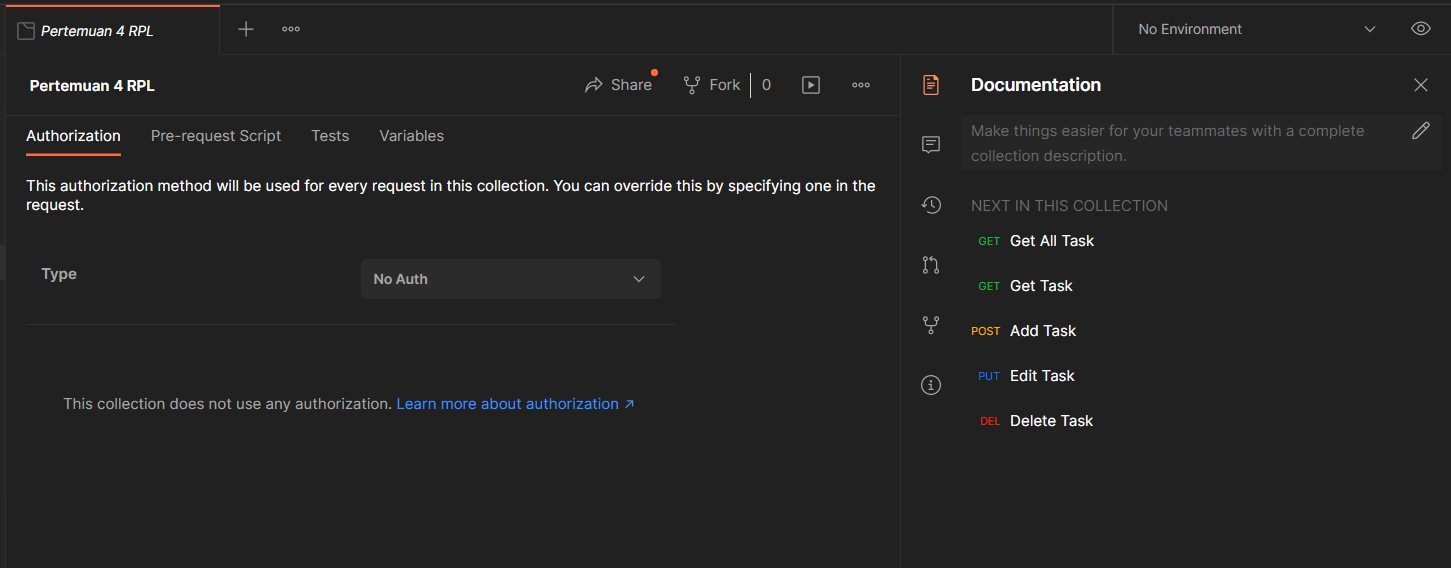 Pertemuan 4 RPL
No Environment
Pertemuan 4 RPL
Share
Fork
0
Authorization
Pre-request Script
Tests
Variables
This authorization method will be used for every request in this collection. You can override this by specifying one in the
request.
Type
No Auth
This collection does not use any authorization. Learn more about authorization ↗
Documentation
Make things easier for your teammates with a complete
collection description.
NEXT IN THIS COLLECTION
GET Get All Task
GET Get Task
POST Add Task
PUT Edit Task
DEL Delete Task